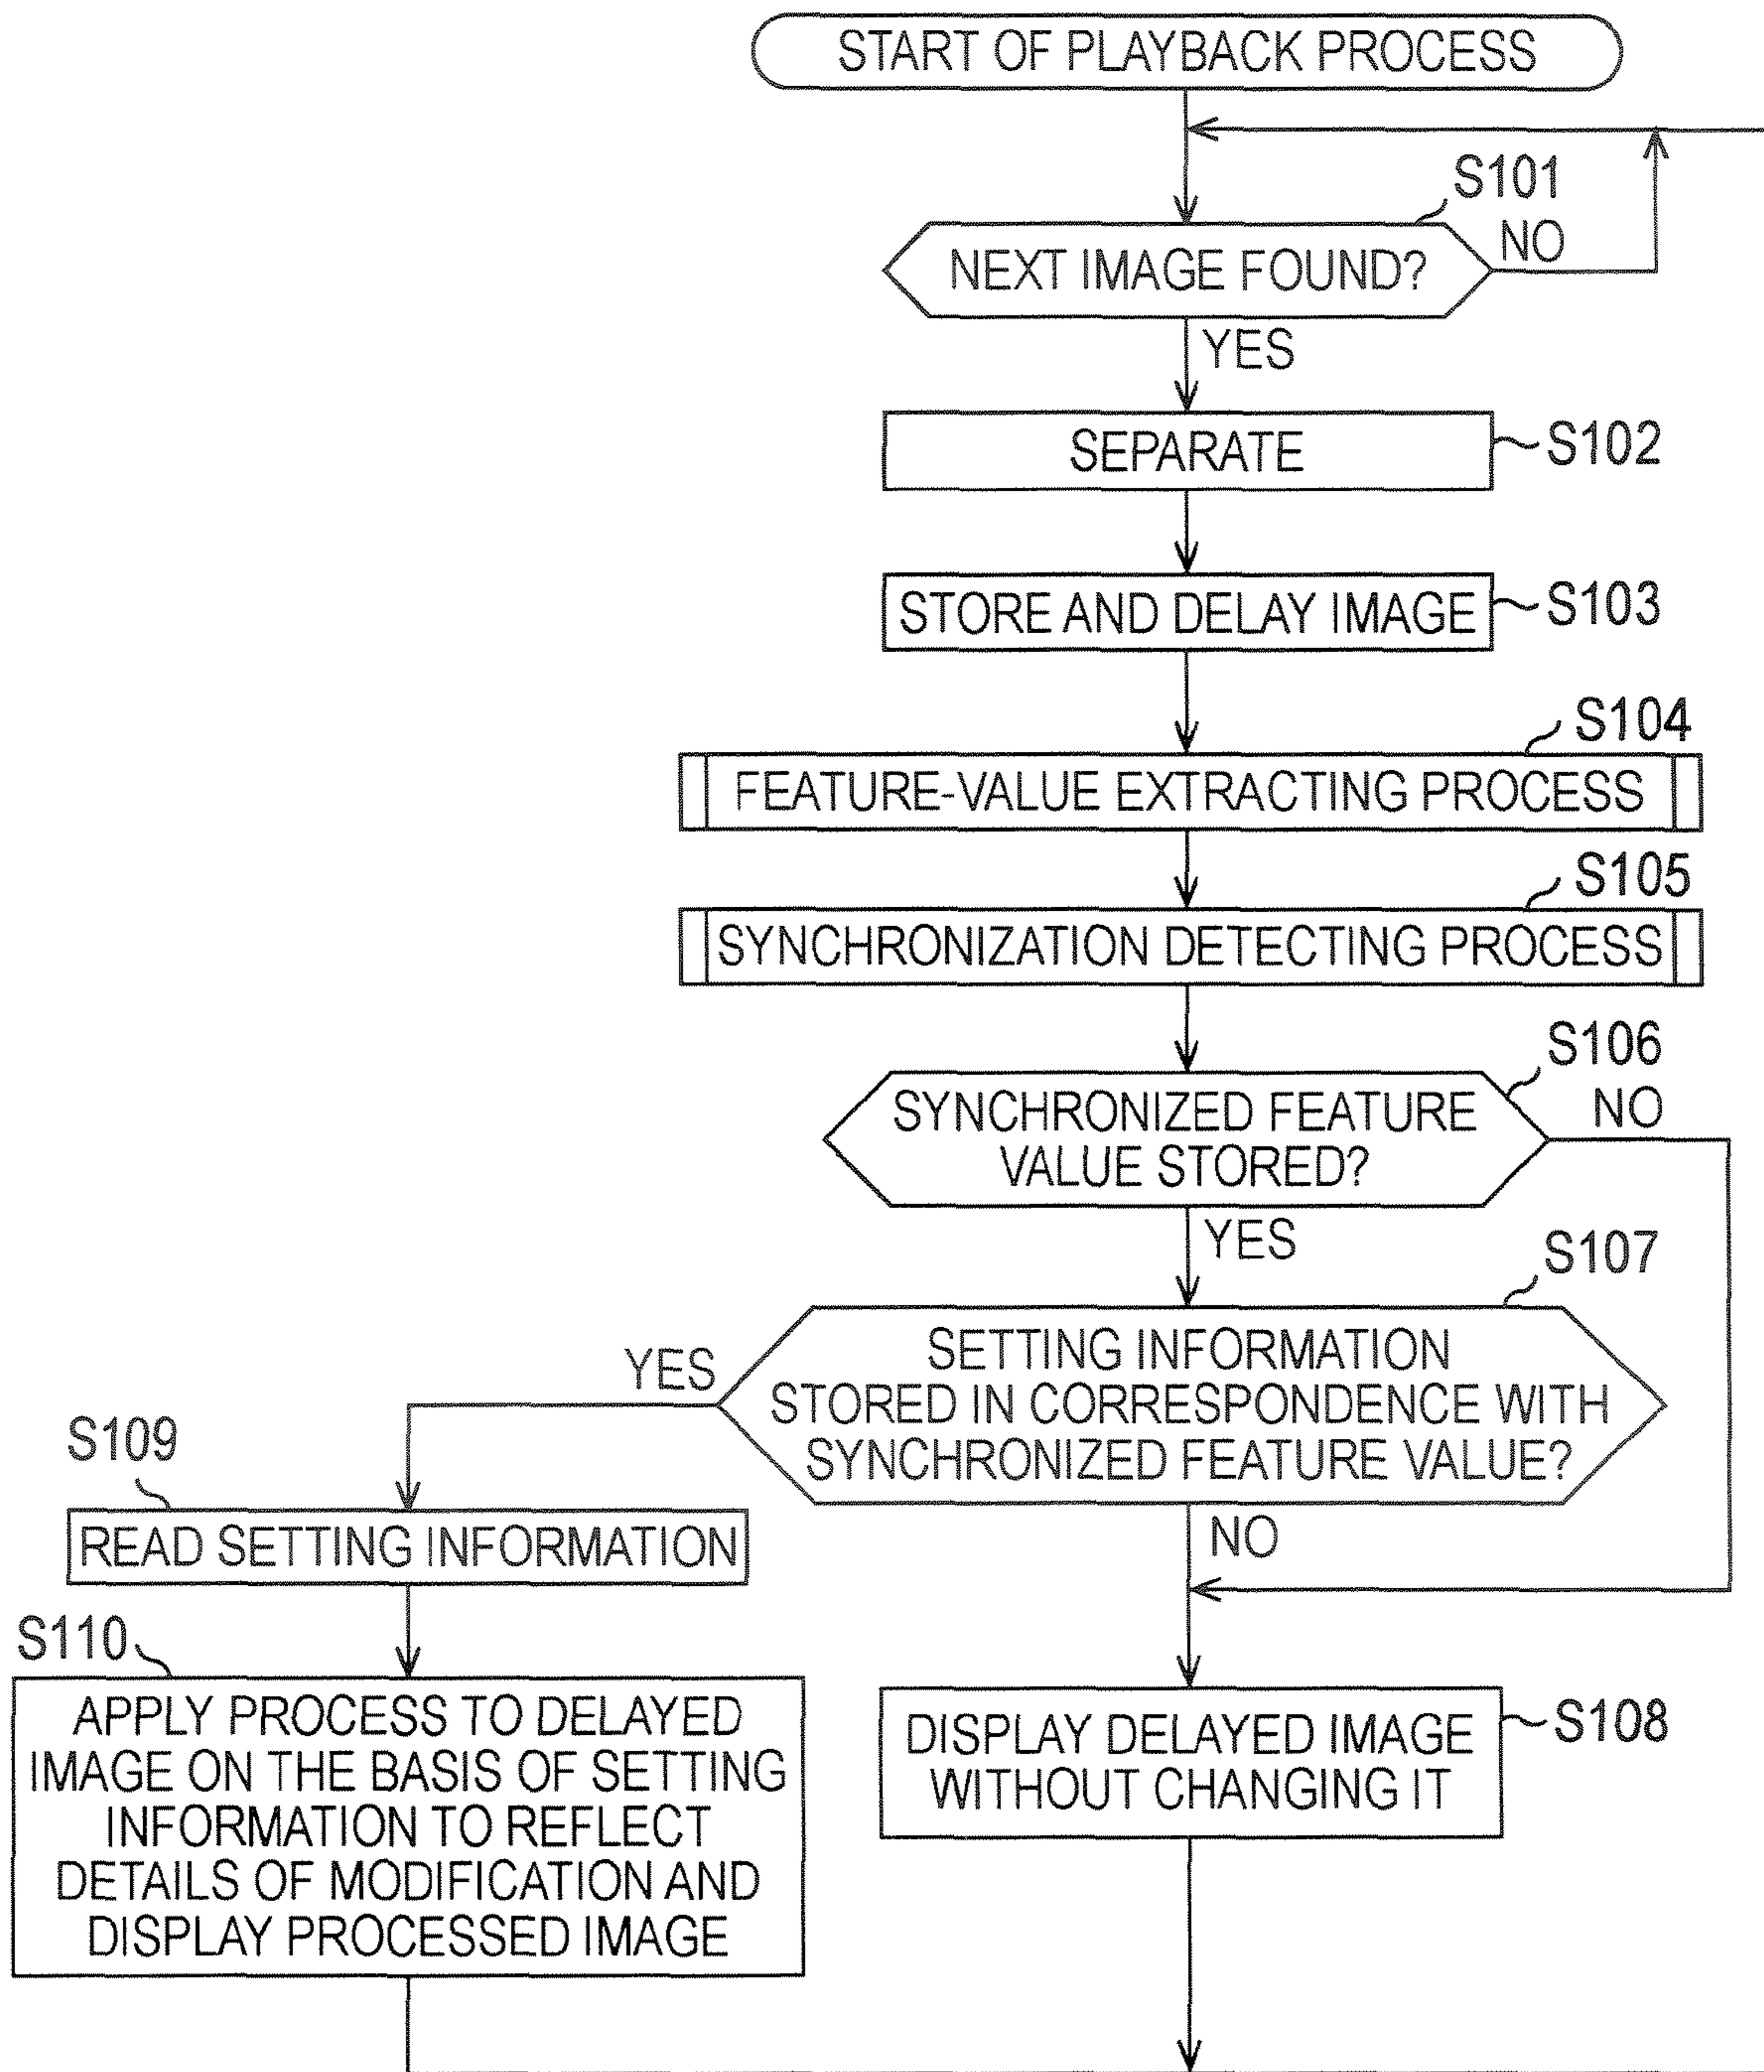 START OF PLAYBACK PROCESS
S101
NEXT IMAGE FOUND?
NO
YES
SEPARATE
S102
STORE AND DELAY IMAGE
S103
S104
FEATURE-VALUE EXTRACTING PROCESS
S105
SYNCHRONIZATION DETECTING PROCESS
S106
SYNCHRONIZED FEATURE
VALUE STORED?
NO
YES
S107
SETTING INFORMATION
STORED IN CORRESPONDENCE WITH
SYNCHRONIZED FEATURE VALUE?
YES
NO
S109
READ SETTING INFORMATION
S110
APPLY PROCESS TO DELAYED
IMAGE ON THE BASIS OF SETTING
INFORMATION TO REFLECT
DETAILS OF MODIFICATION AND
DISPLAY PROCESSED IMAGE
DISPLAY DELAYED IMAGE
WITHOUT CHANGING IT
S108